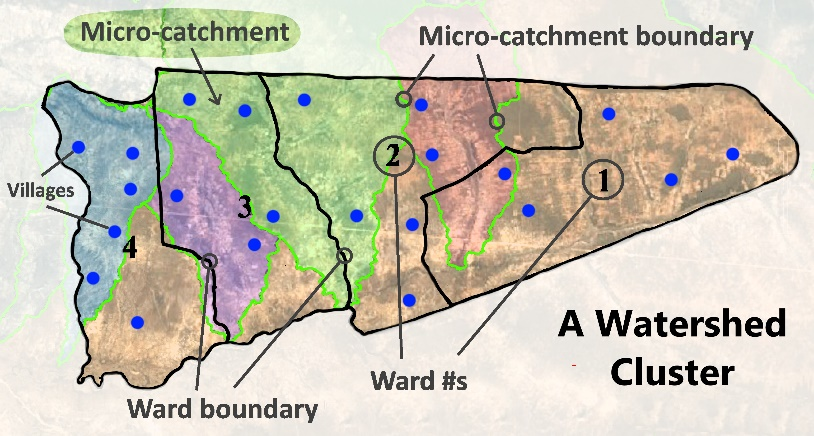 Micro-catchment
Micro-catchment boundary
2
1
Villages
3
4
A Watershed
Cluster
Ward #s
Ward boundary